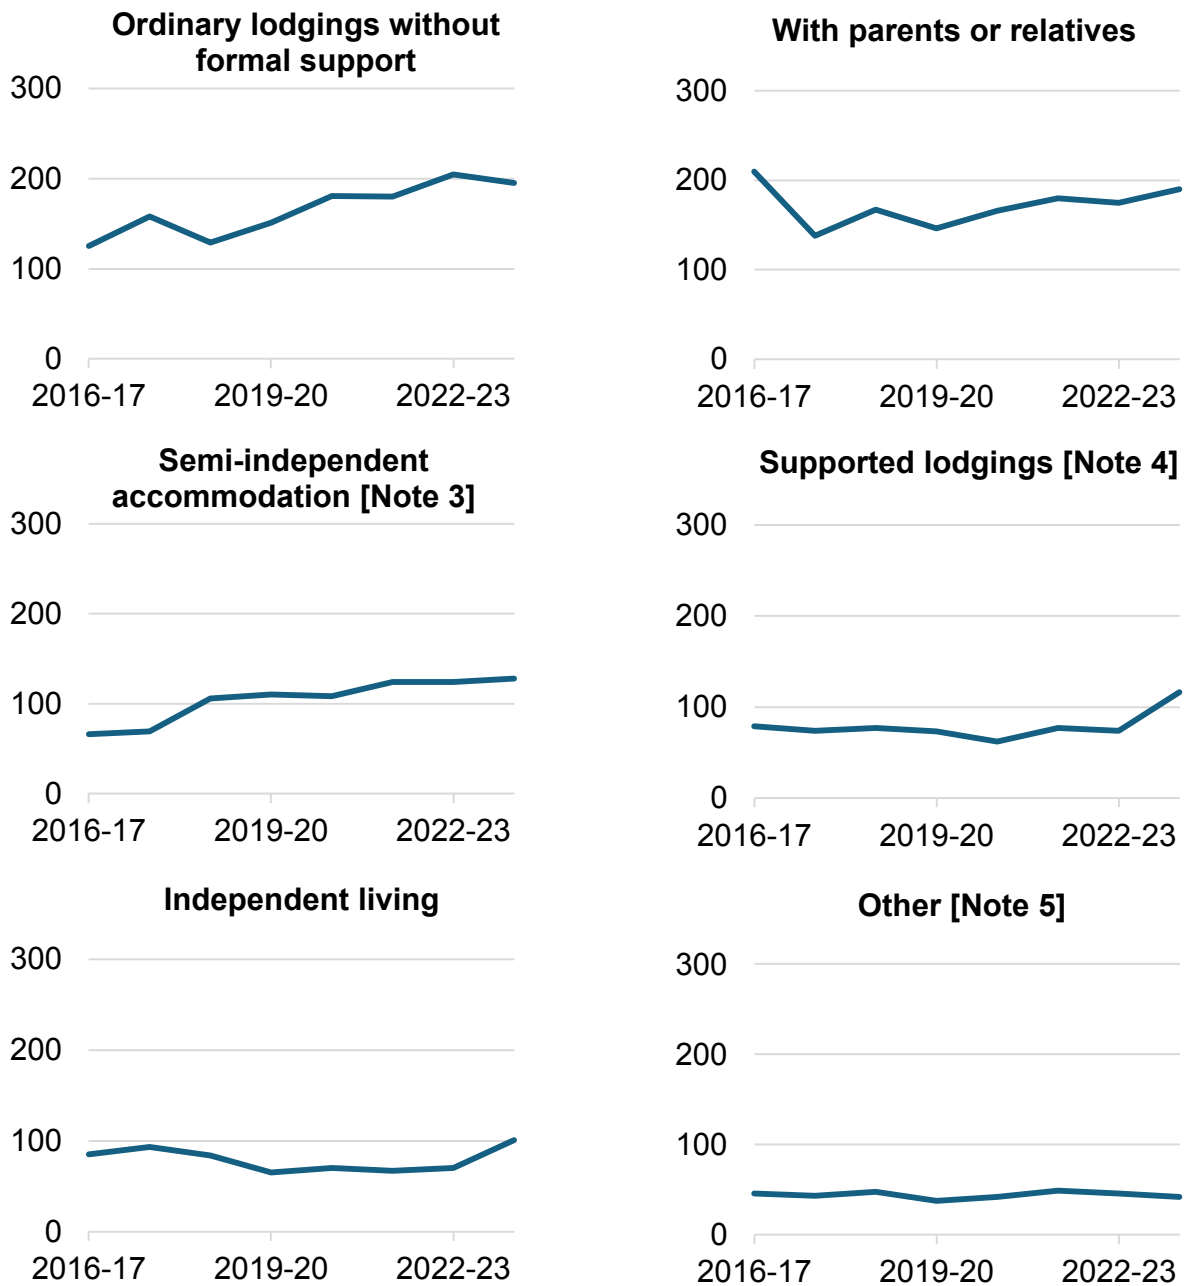 Ordinary lodgings without
formal support
300
200
100
0
2016-17 2019-20 2022-23
With parents or relatives
300
200
100
0
2016-17 2019-20 2022-23
Semi-independent
accommodation [Note 3]
300
200
100
0
2016-17 2019-20 2022-23
Supported lodgings [Note 4]
300
200
100
0
2016-17 2019-20 2022-23
Independent living
300
200
100
0
2016-17 2019-20 2022-23
Other [Note 5]
300
200
100
0
2016-17 2019-20 2022-23